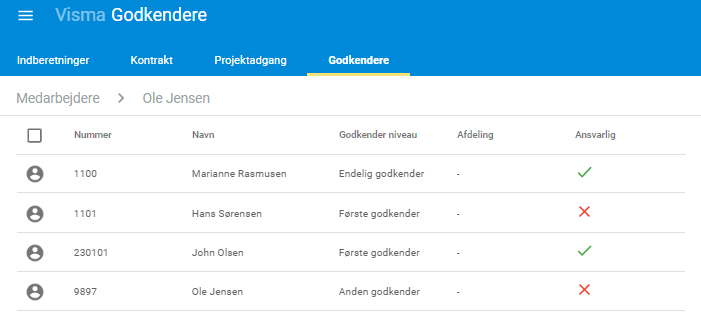 Visma Godkendere
Indberetninger Kontrakt Projektadgang Godkendere
Medarbejdere > Ole Jensen
Nummer Navn Godkender niveau Afdeling Ansvarlig
1100 Marianne Rasmusen Endelig godkender -
1101 Hans Sørensen Første godkender -
230101 John Olsen Første godkender -
9897 Ole Jensen Anden godkender -